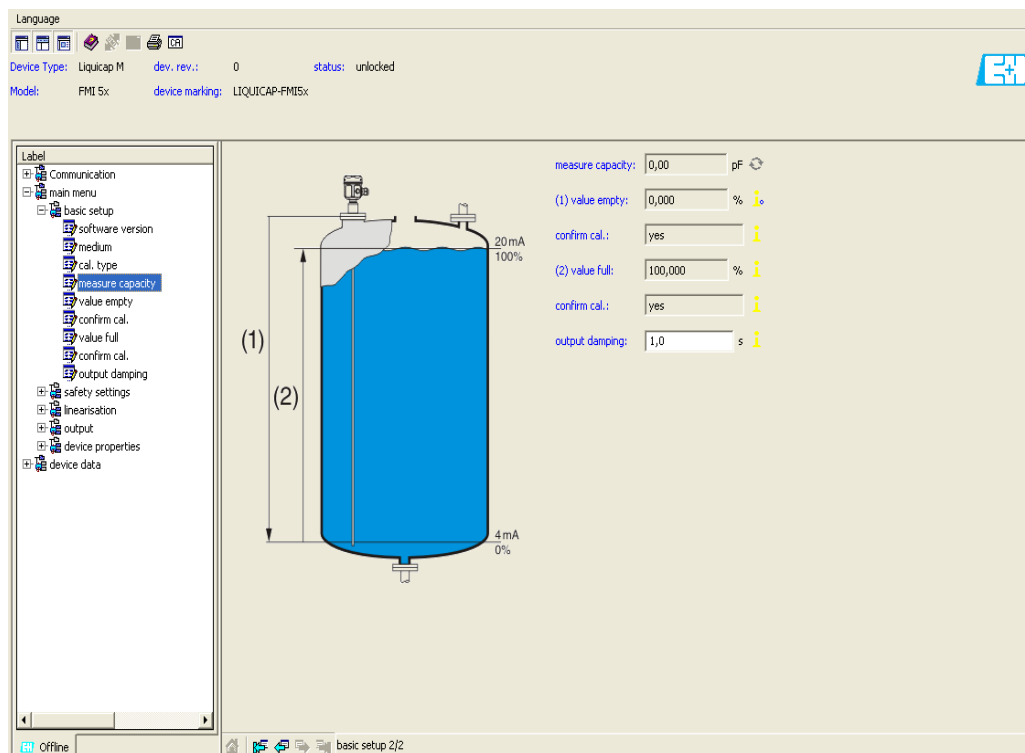 Language
CA
Device Type: Liquicap M dev. rev.: 0 status: unlocked
Model: FMI 5x device marking: LIQUICAP-FMI5x
Label
Communication
main menu
basic setup
software version
medium
cal. type
measure capacity
value empty
confirm cal.
value full
confirm cal.
output damping
safety settings
linearisation
output
device properties
device data
(1)
(2)
20 mA
100%
4 mA
0%
measure capacity: 0,00 pF
(1) value empty: 0,000 %
confirm cal.: yes
(2) value full: 100,000 %
confirm cal.: yes
output damping: 1,0 s
Offline
basic setup 2/2